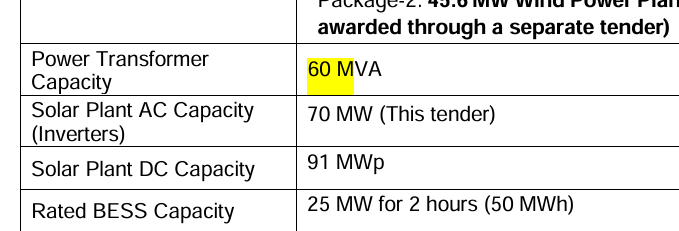 Package-2: 45.6 MW Wind Power Plan
awarded through a separate tender)
Power Transformer
Capacity
60 MVA
Solar Plant AC Capacity
(Inverters)
70 MW (This tender)
Solar Plant DC Capacity
91 MWp
Rated BESS Capacity
25 MW for 2 hours (50 MWh)